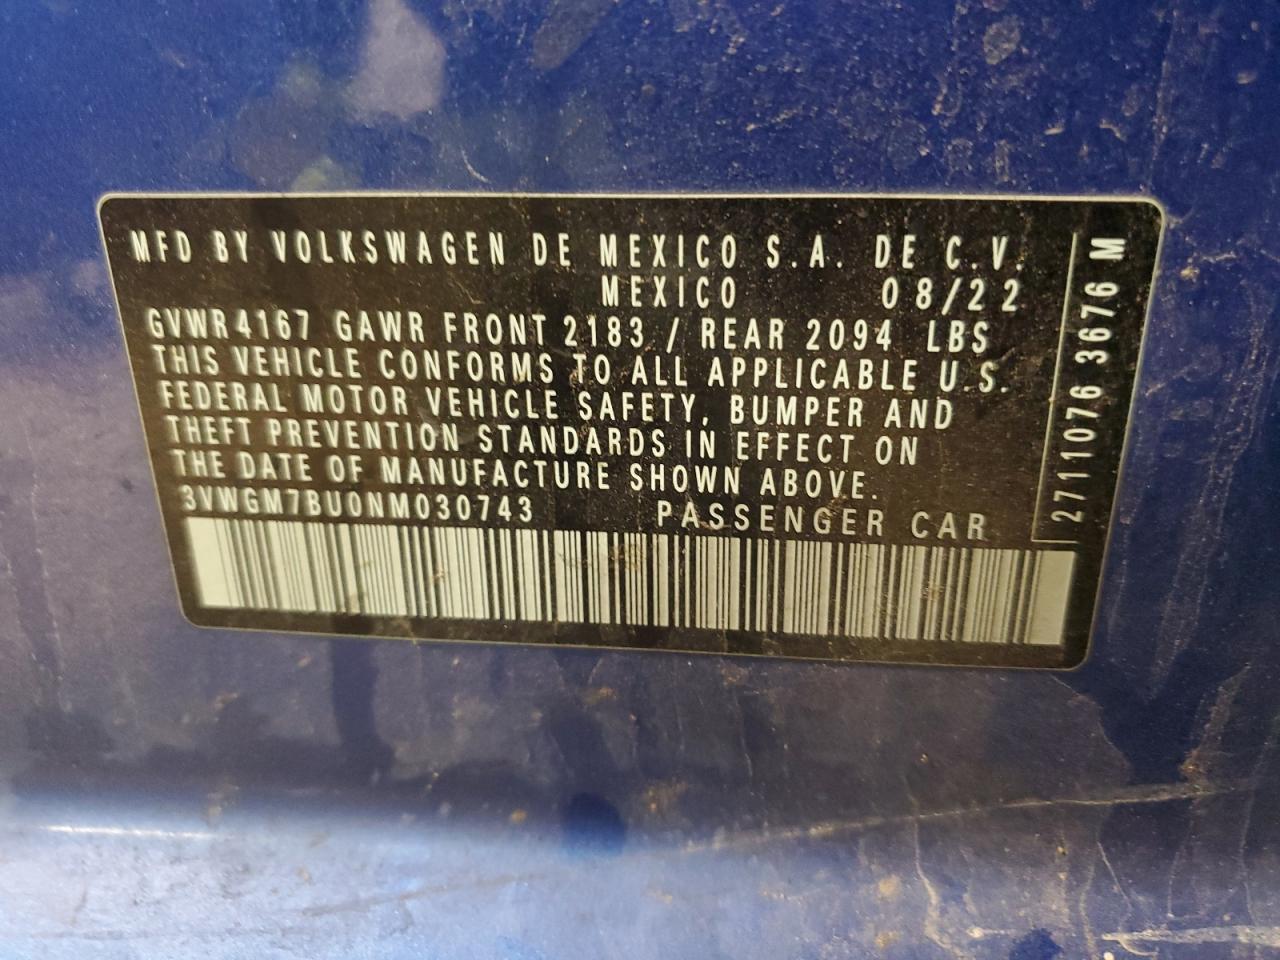 MFD BY VOLKSWAGEN DE MEXICO S.A. DE C.V.
MEXICO 08/22
GVWR 4167 GAWR FRONT 2183 / REAR 2094 LBS
THIS VEHICLE CONFORMS TO ALL APPLICABLE U.S.
FEDERAL MOTOR VEHICLE SAFETY, BUMPER AND
THEFT PREVENTION STANDARDS IN EFFECT ON
THE DATE OF MANUFACTURE SHOWN ABOVE.
3VWGM7BU0NM030743 PASSENGER CAR
2711076 3676 M